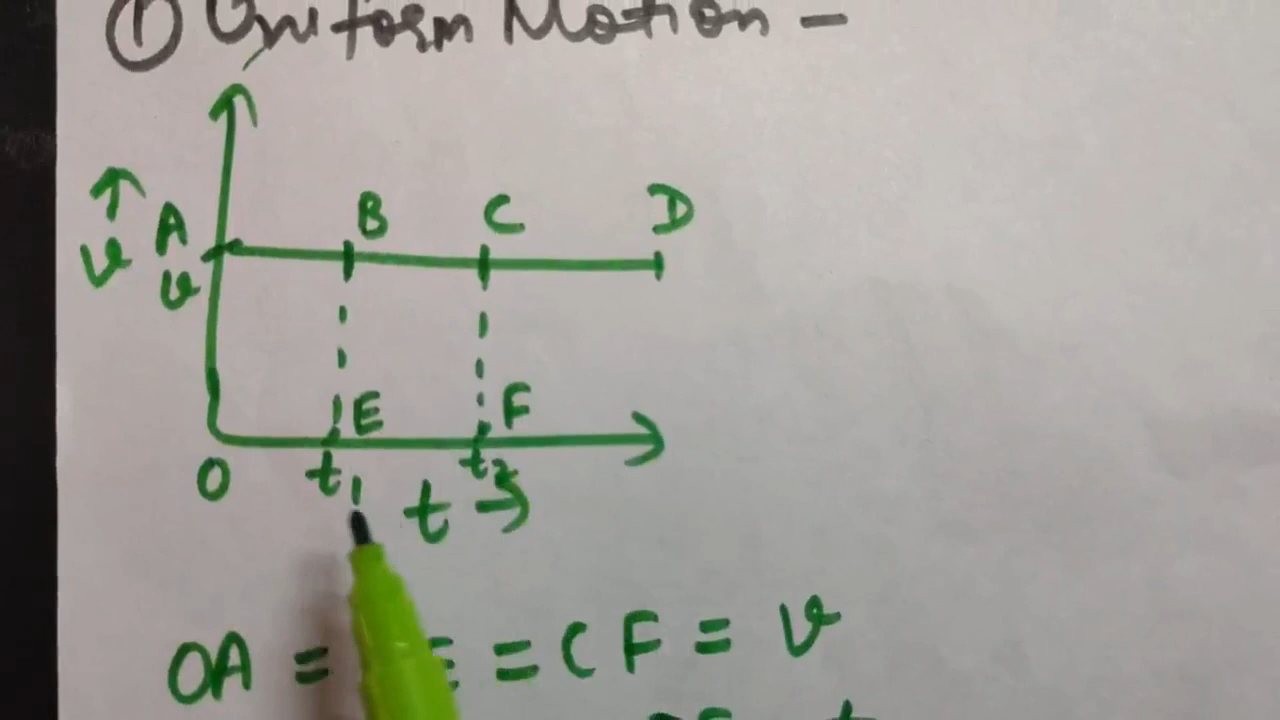 ① Uniform Motion –
B C D
A
v v
E F
O t₁ t₂
t →
OA = E = CF = v